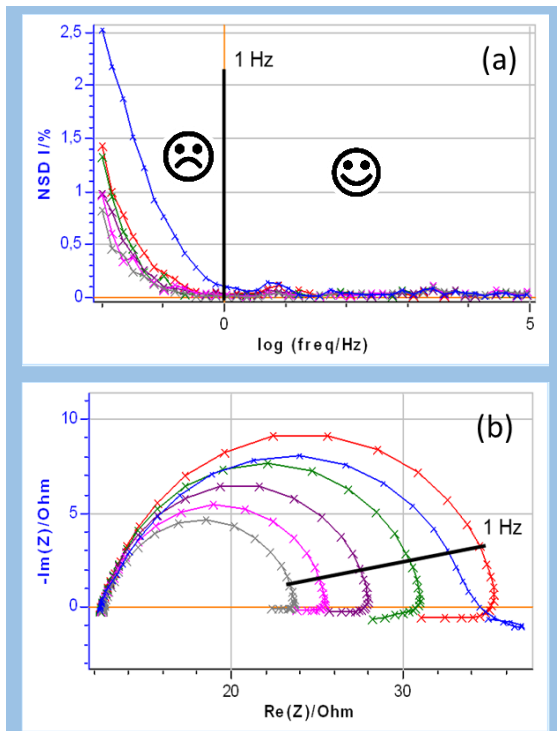 (a)
1 Hz
NSD I/%
2,5
2
1,5
1
0,5
0
0
5
log (freq/Hz)
(b)
1 Hz
-Im(Z)/Ohm
10
5
0
20
30
Re(Z)/Ohm